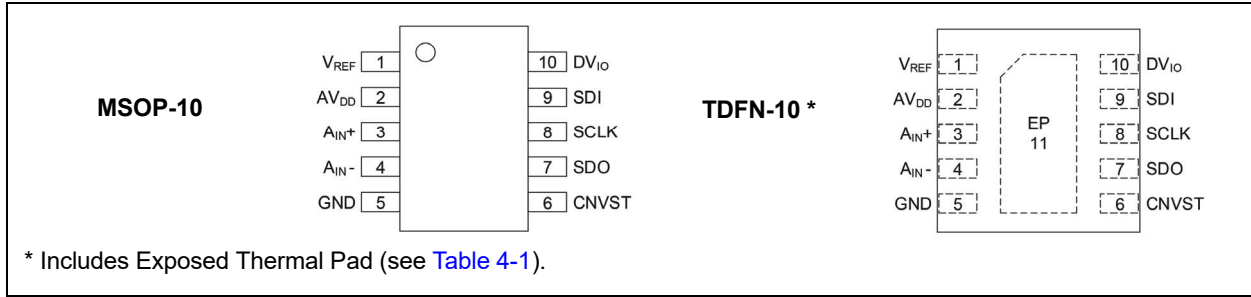 MSOP-10
VREF 1
AVDD 2
AIN+ 3
AIN- 4
GND 5
10 DVIO
9 SDI
8 SCLK
7 SDO
6 CNVST
TDFN-10 *
VREF 1
AVDD 2
AIN+ 3
AIN- 4
GND 5
EP
11
10 DVIO
9 SDI
8 SCLK
7 SDO
6 CNVST
* Includes Exposed Thermal Pad (see Table 4-1).